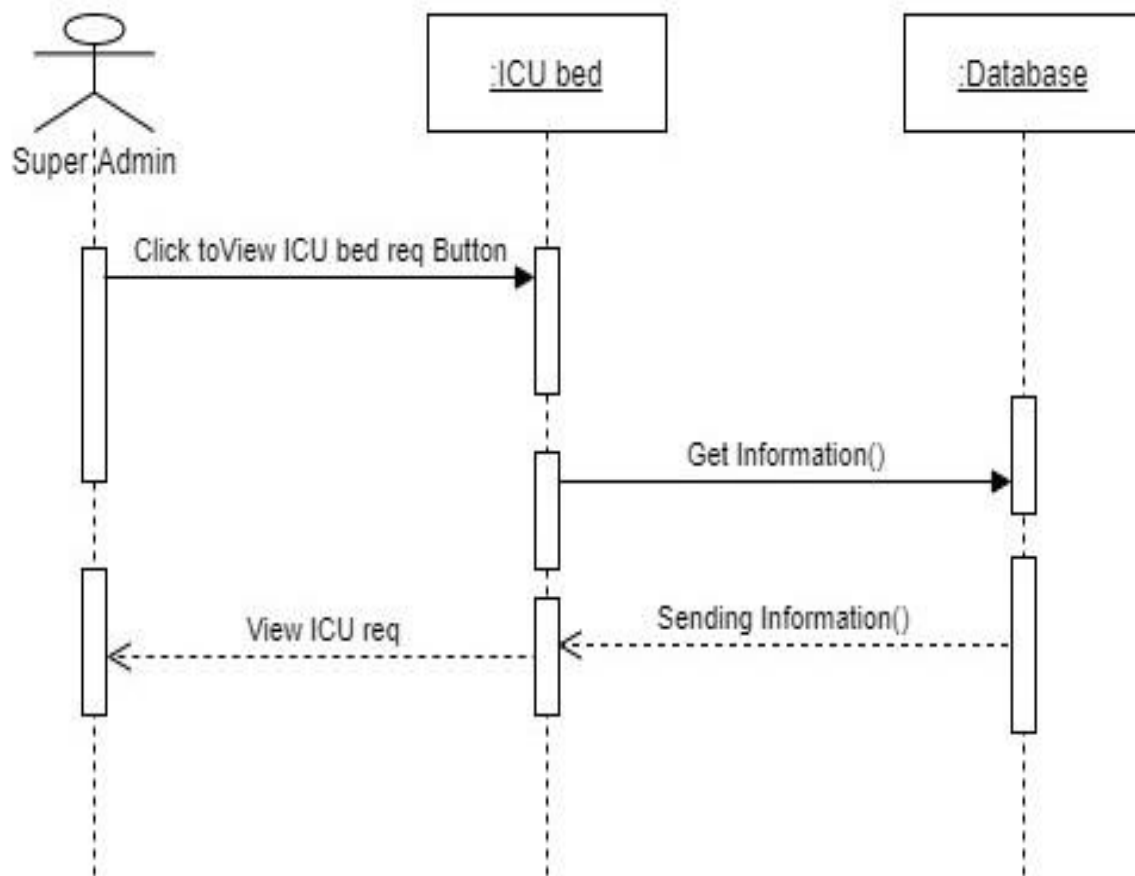 :ICU bed
:Database
Super Admin
Click toView ICU bed req Button
Get Information()
Sending Information()
View ICU req